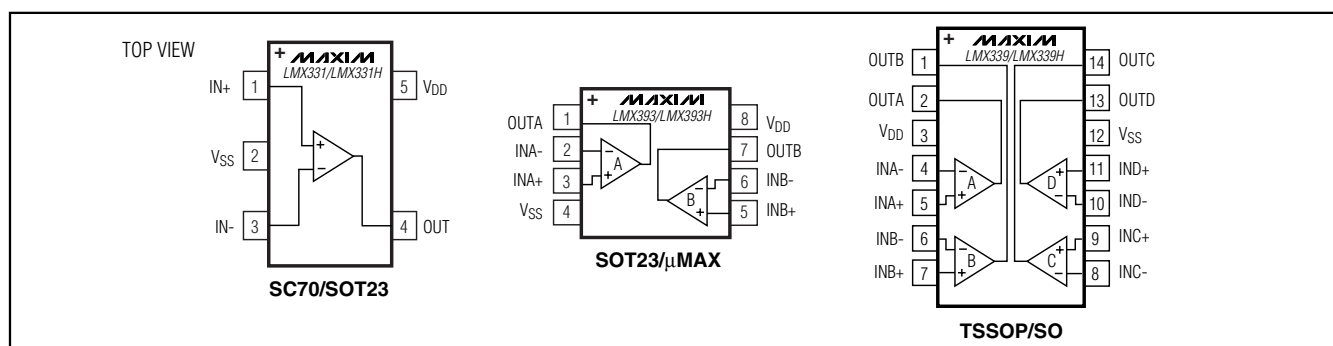 TOP VIEW
+ MAXIM
LMX331/LMX331H
IN+ 1
5 VDD
VSS 2
IN- 3
4 OUT
+
−
SC70/SOT23
+ MAXIM
LMX393/LMX393H
OUTA 1
8 VDD
INA- 2
7 OUTB
INA+ 3
6 INB-
VSS 4
5 INB+
− A +
− B +
SOT23/µMAX
+ MAXIM
LMX339/LMX339H
OUTB 1
14 OUTC
OUTA 2
13 OUTD
VDD 3
12 VSS
INA- 4
11 IND+
INA+ 5
10 IND-
INB- 6
9 INC+
INB+ 7
8 INC-
− A +
+ D −
− B +
+ C −
TSSOP/SO